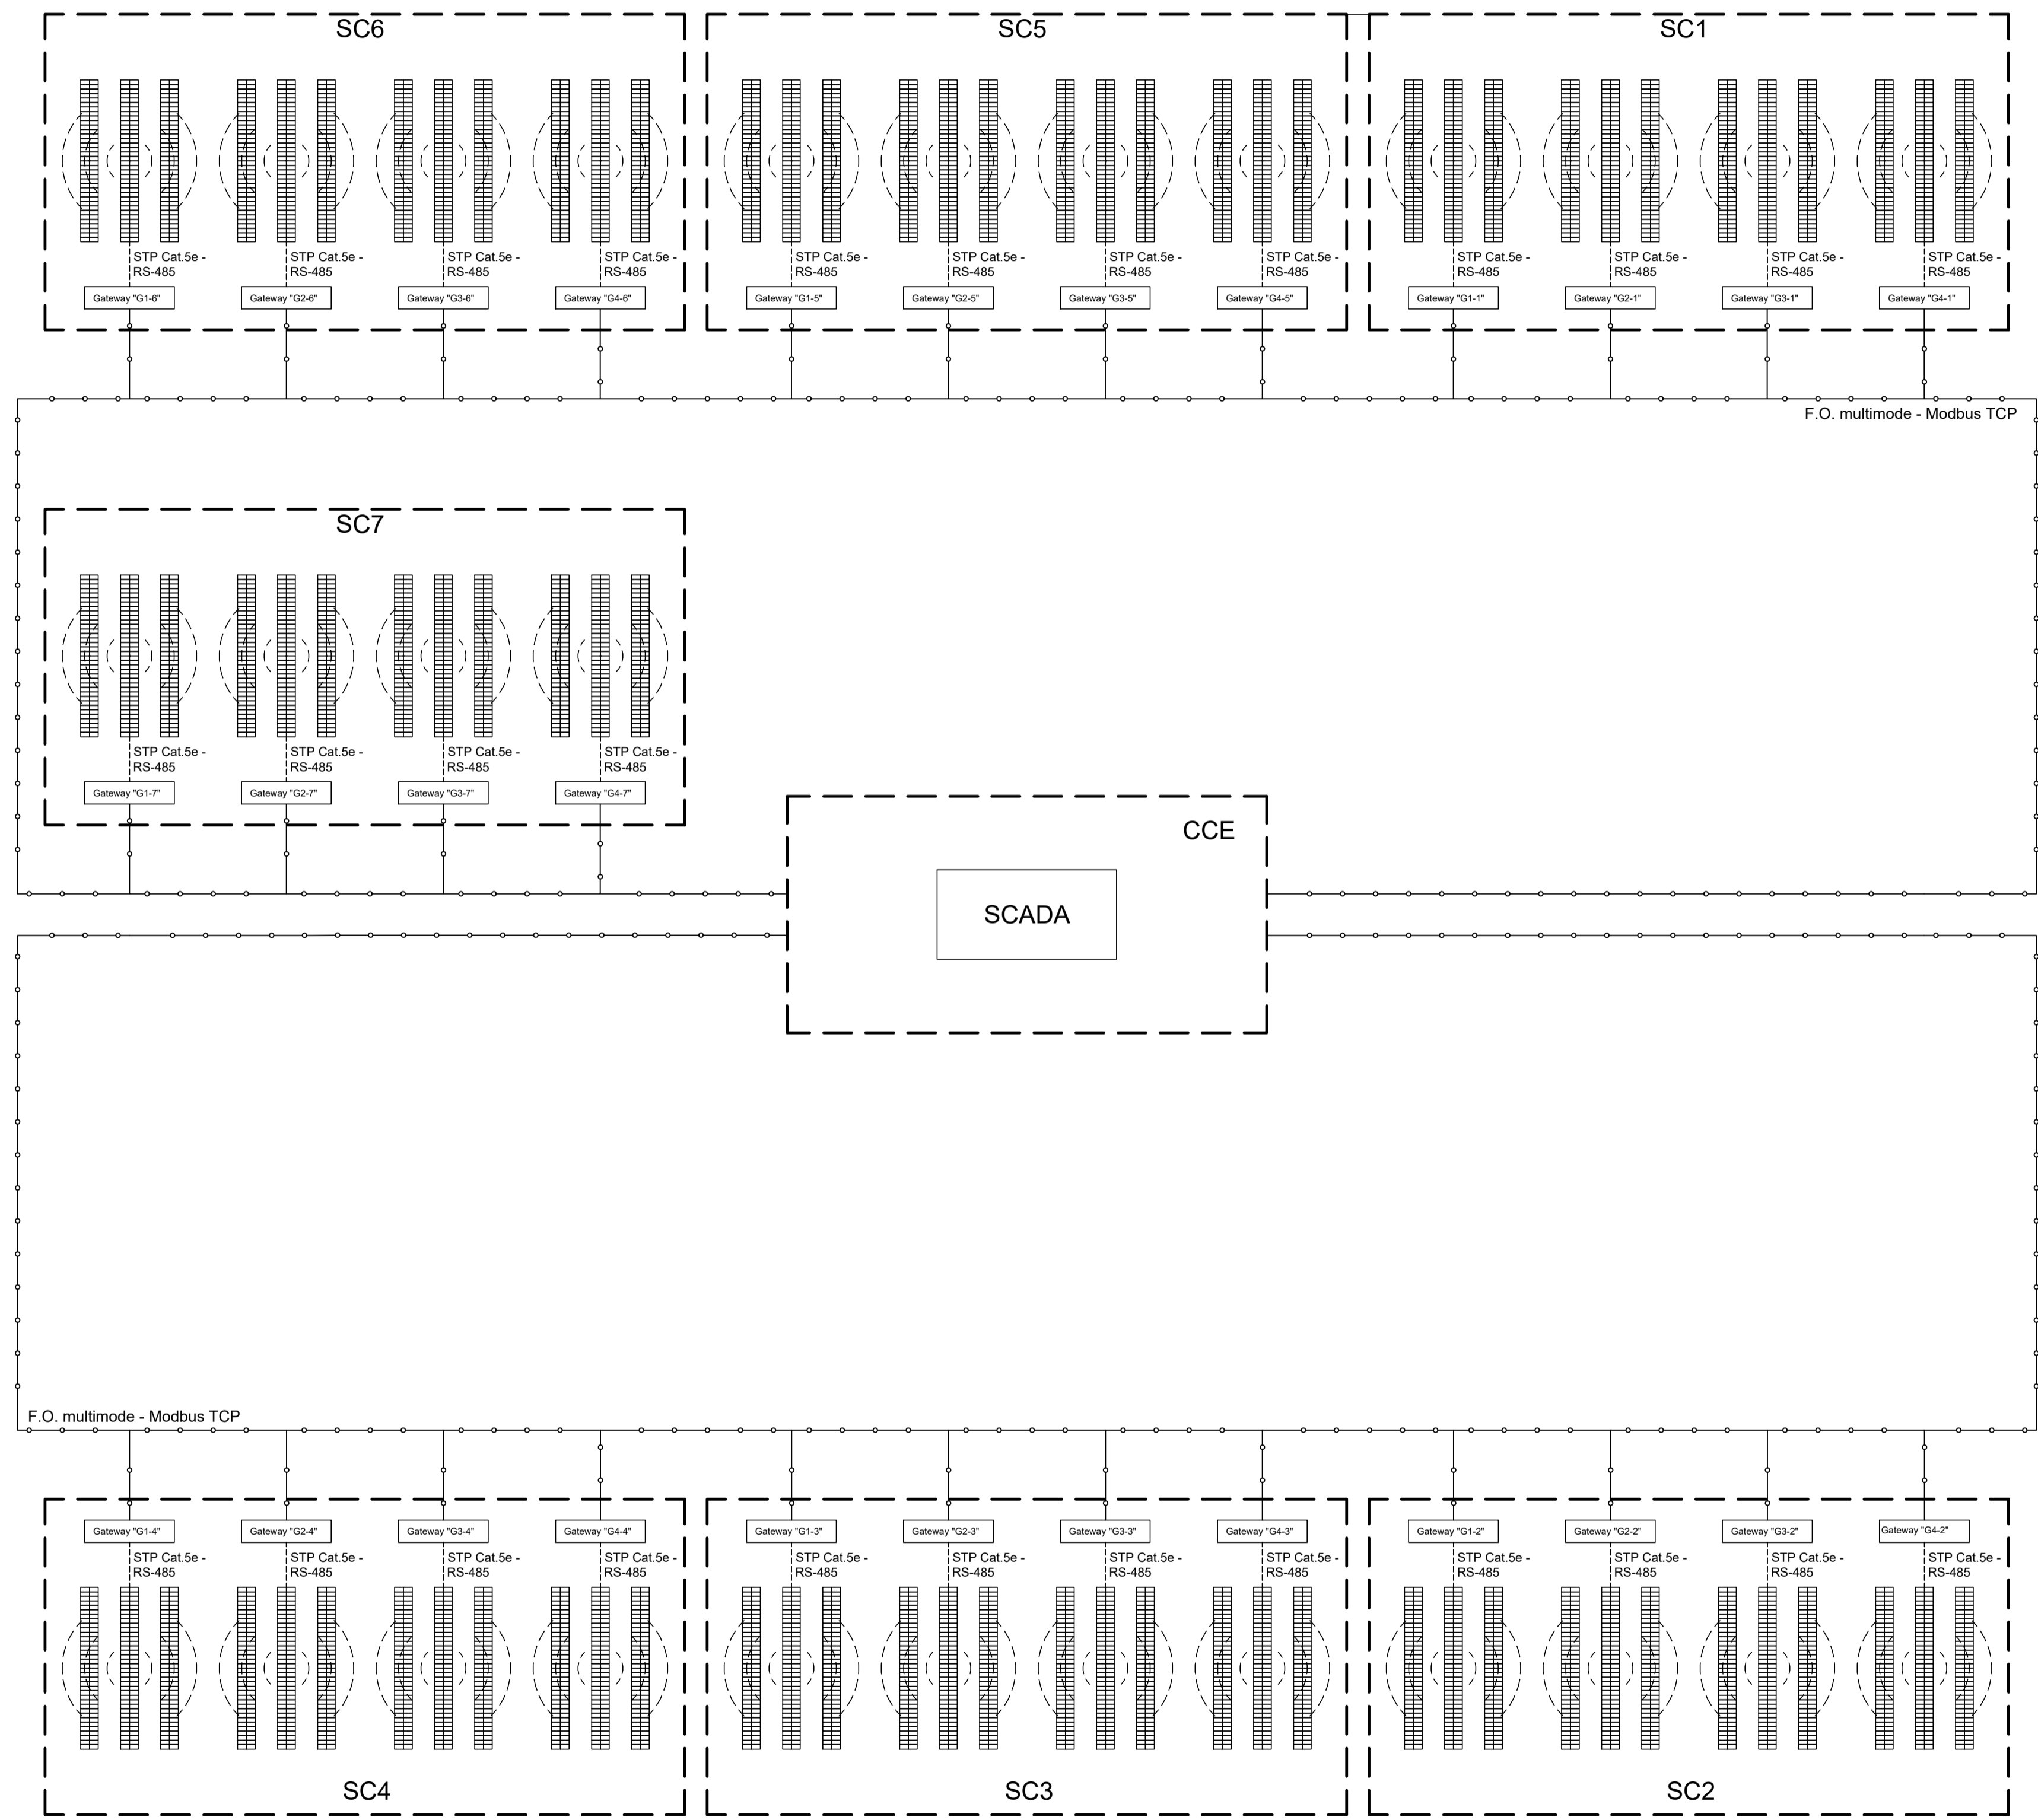 SC6
SC5
SC1
STP Cat.5e -
RS-485
STP Cat.5e -
RS-485
STP Cat.5e -
RS-485
STP Cat.5e -
RS-485
STP Cat.5e -
RS-485
STP Cat.5e -
RS-485
STP Cat.5e -
RS-485
STP Cat.5e -
RS-485
STP Cat.5e -
RS-485
STP Cat.5e -
RS-485
STP Cat.5e -
RS-485
STP Cat.5e -
RS-485
Gateway "G1-6"
Gateway "G2-6"
Gateway "G3-6"
Gateway "G4-6"
Gateway "G1-5"
Gateway "G2-5"
Gateway "G3-5"
Gateway "G4-5"
Gateway "G1-1"
Gateway "G2-1"
Gateway "G3-1"
Gateway "G4-1"
F.O. multimode - Modbus TCP
SC7
STP Cat.5e -
RS-485
STP Cat.5e -
RS-485
STP Cat.5e -
RS-485
STP Cat.5e -
RS-485
Gateway "G1-7"
Gateway "G2-7"
Gateway "G3-7"
Gateway "G4-7"
CCE
SCADA
F.O. multimode - Modbus TCP
Gateway "G1-4"
Gateway "G2-4"
Gateway "G3-4"
Gateway "G4-4"
Gateway "G1-3"
Gateway "G2-3"
Gateway "G3-3"
Gateway "G4-3"
Gateway "G1-2"
Gateway "G2-2"
Gateway "G3-2"
Gateway "G4-2"
STP Cat.5e -
RS-485
STP Cat.5e -
RS-485
STP Cat.5e -
RS-485
STP Cat.5e -
RS-485
STP Cat.5e -
RS-485
STP Cat.5e -
RS-485
STP Cat.5e -
RS-485
STP Cat.5e -
RS-485
STP Cat.5e -
RS-485
STP Cat.5e -
RS-485
STP Cat.5e -
RS-485
STP Cat.5e -
RS-485
SC4
SC3
SC2